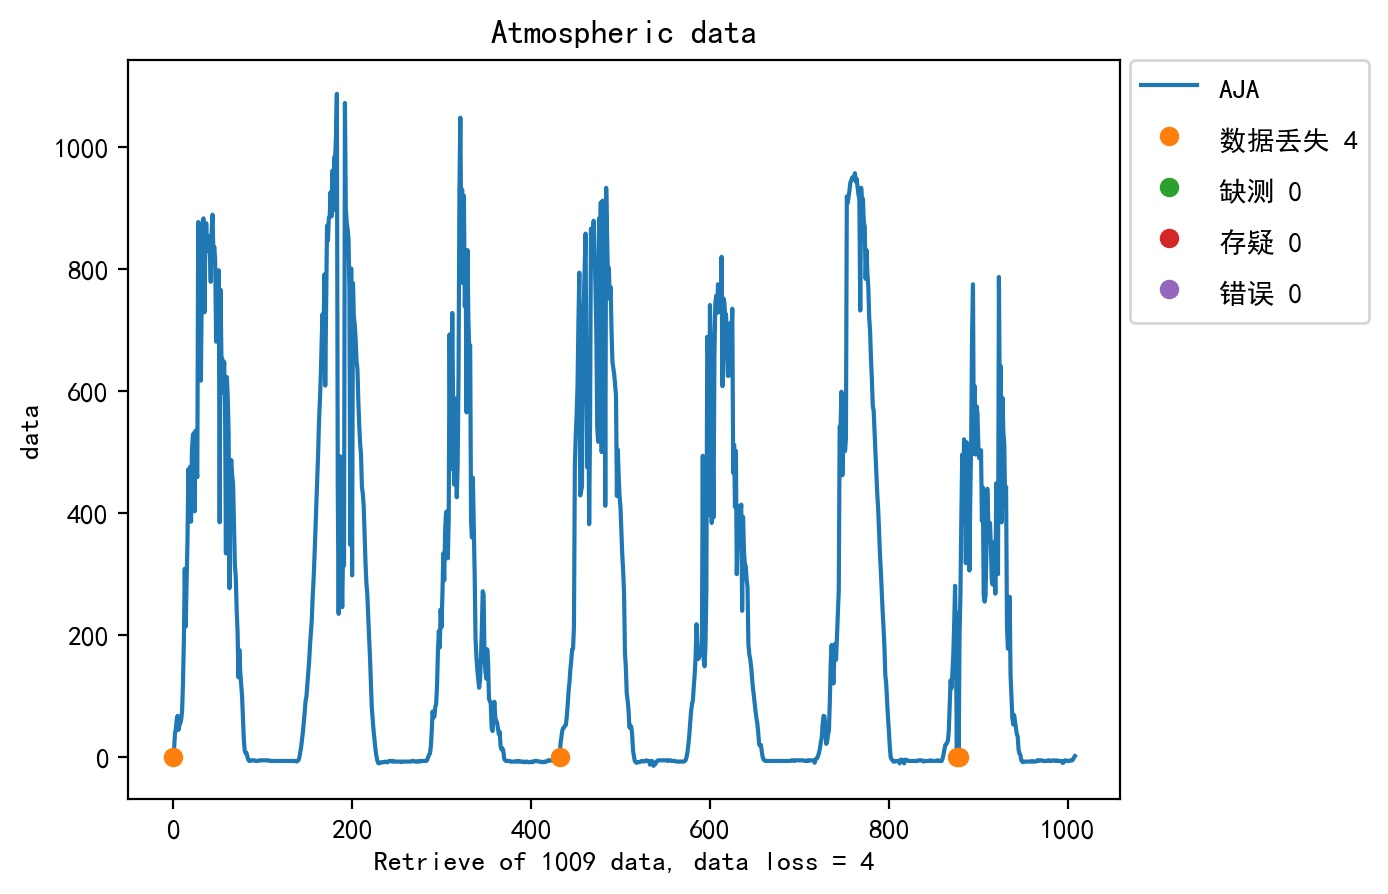 Atmospheric data
AJA
数据丢失 4
缺测 0
存疑 0
错误 0
1000
800
600
400
200
0
data
0 200 400 600 800 1000
Retrieve of 1009 data, data loss = 4